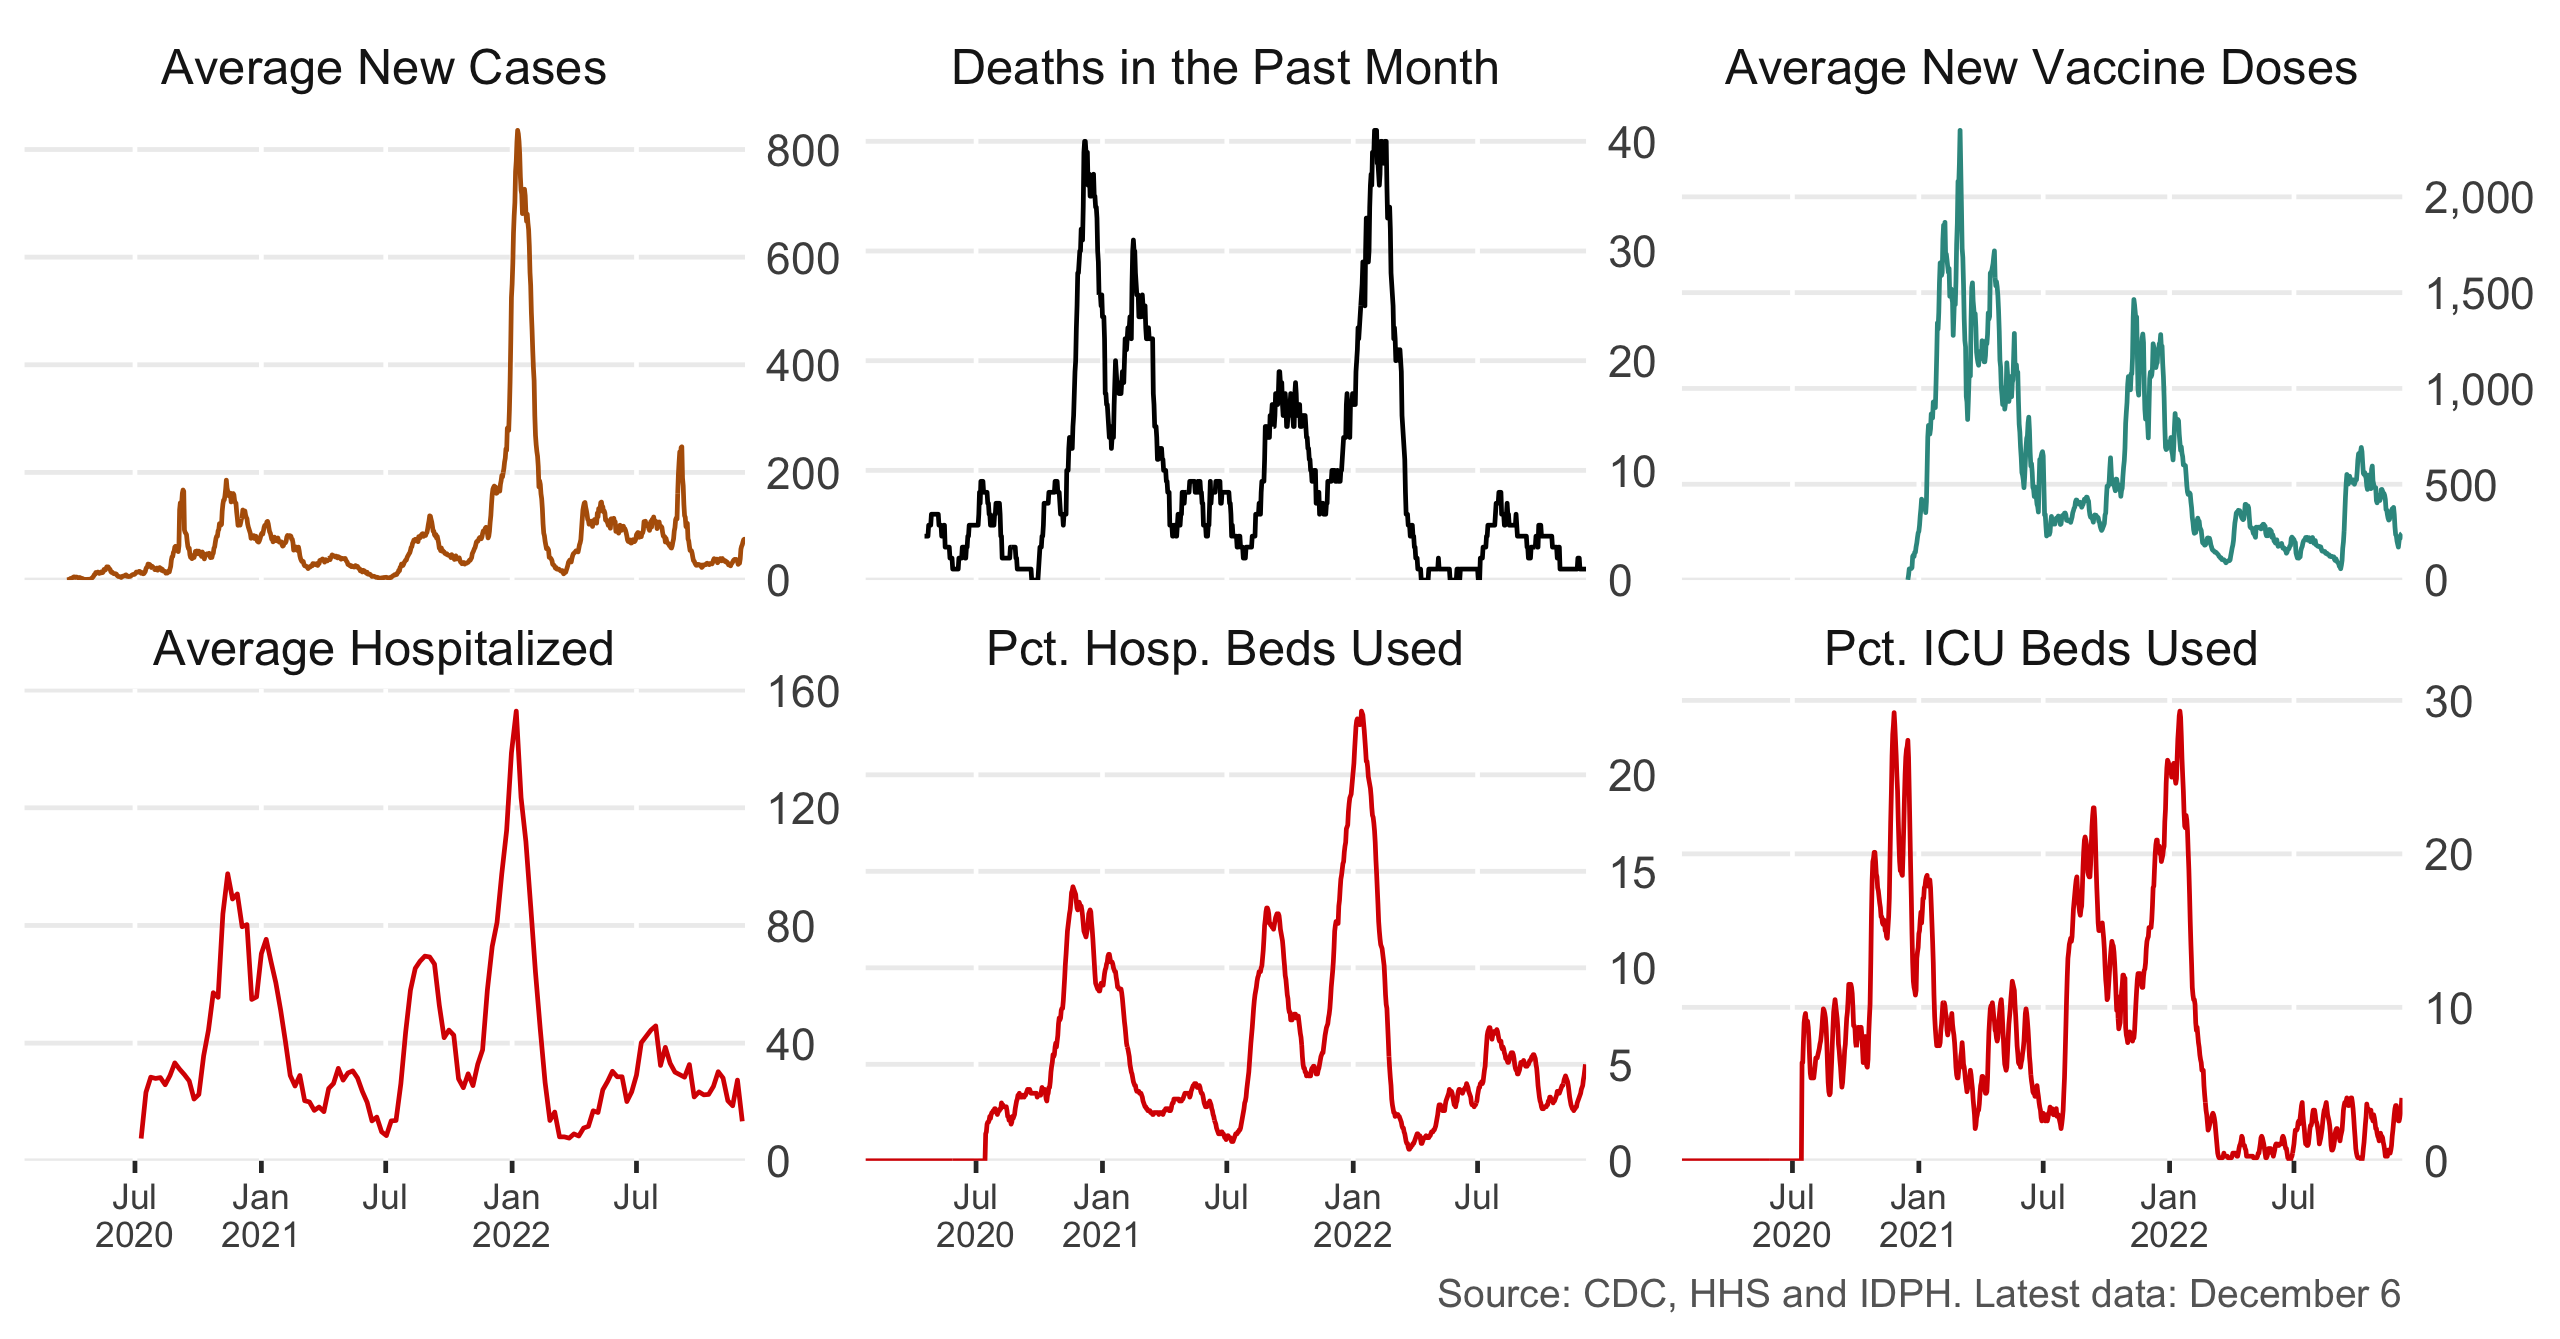 Average New Cases
800
600
400
200
0
Deaths in the Past Month
40
30
20
10
0
Average New Vaccine Doses
2,000
1,500
1,000
500
0
Average Hospitalized
160
120
80
40
0
Jul Jan Jul Jan Jul
2020 2021 2022
Pct. Hosp. Beds Used
20
15
10
5
0
Jul Jan Jul Jan Jul
2020 2021 2022
Pct. ICU Beds Used
30
20
10
0
Jul Jan Jul Jan Jul
2020 2021 2022
Source: CDC, HHS and IDPH. Latest data: December 6